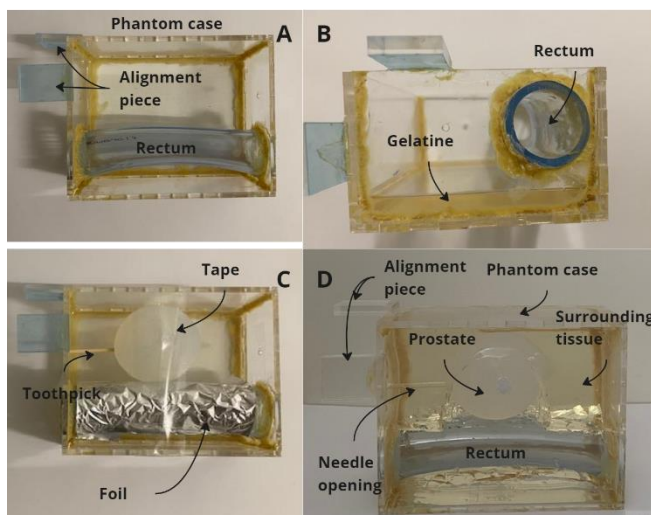 Phantom case
A
Alignment
piece
Rectum
B
Rectum
Gelatine
C
Tape
Toothpick
Foil
D
Alignment
piece
Phantom case
Surrounding
tissue
Prostate
Needle
opening
Rectum